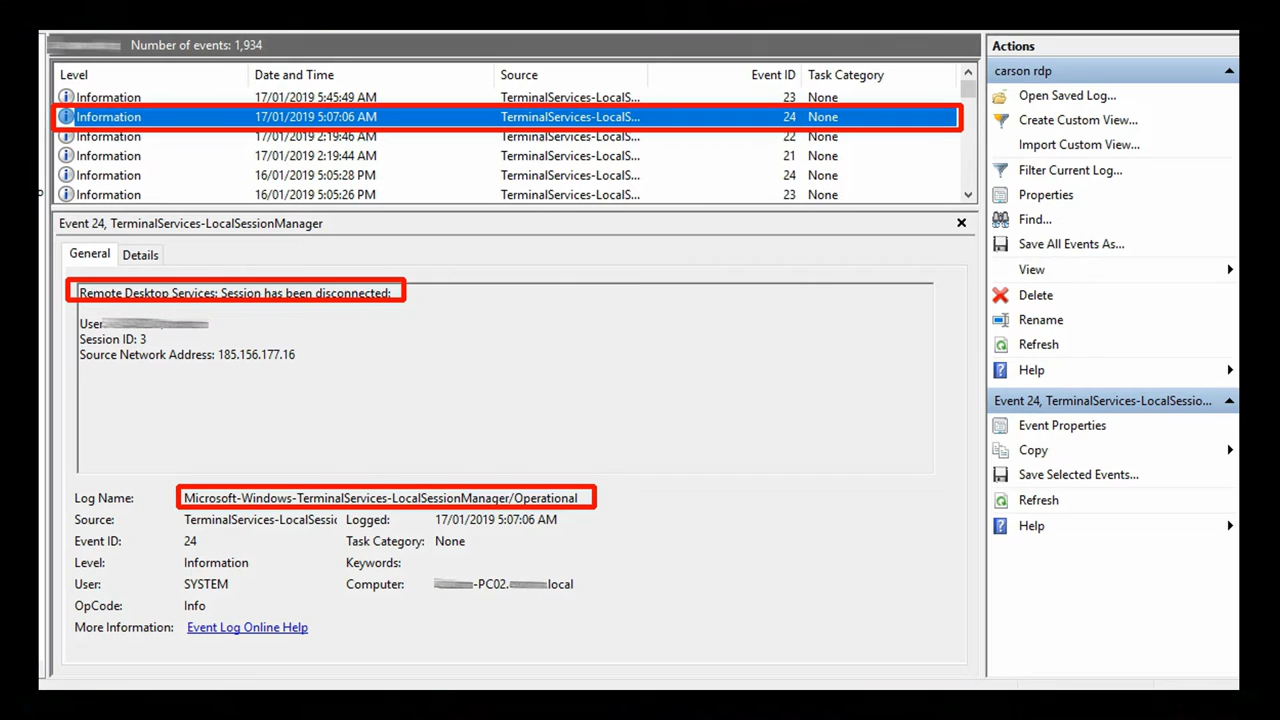 Number of events: 1,934
Level Date and Time Source Event ID Task Category
Information 17/01/2019 5:45:49 AM TerminalServices-LocalS... 23 None
Information 17/01/2019 5:07:06 AM TerminalServices-LocalS... 24 None
Information 17/01/2019 2:19:46 AM TerminalServices-LocalS... 22 None
Information 17/01/2019 2:19:44 AM TerminalServices-LocalS... 21 None
Information 16/01/2019 5:05:28 PM TerminalServices-LocalS... 24 None
Information 16/01/2019 5:05:26 PM TerminalServices-LocalS... 23 None
Event 24, TerminalServices-LocalSessionManager
General Details
Remote Desktop Services: Session has been disconnected:
User
Session ID: 3
Source Network Address: 185.156.177.16
Log Name: Microsoft-Windows-TerminalServices-LocalSessionManager/Operational
Source: TerminalServices-LocalSessic Logged: 17/01/2019 5:07:06 AM
Event ID: 24 Task Category: None
Level: Information Keywords:
User: SYSTEM Computer: -PC02. local
OpCode: Info
More Information: Event Log Online Help
Actions
carson rdp
Open Saved Log...
Create Custom View...
Import Custom View...
Filter Current Log...
Properties
Find...
Save All Events As...
View
Delete
Rename
Refresh
Help
Event 24, TerminalServices-LocalSessio...
Event Properties
Copy
Save Selected Events...
Refresh
Help